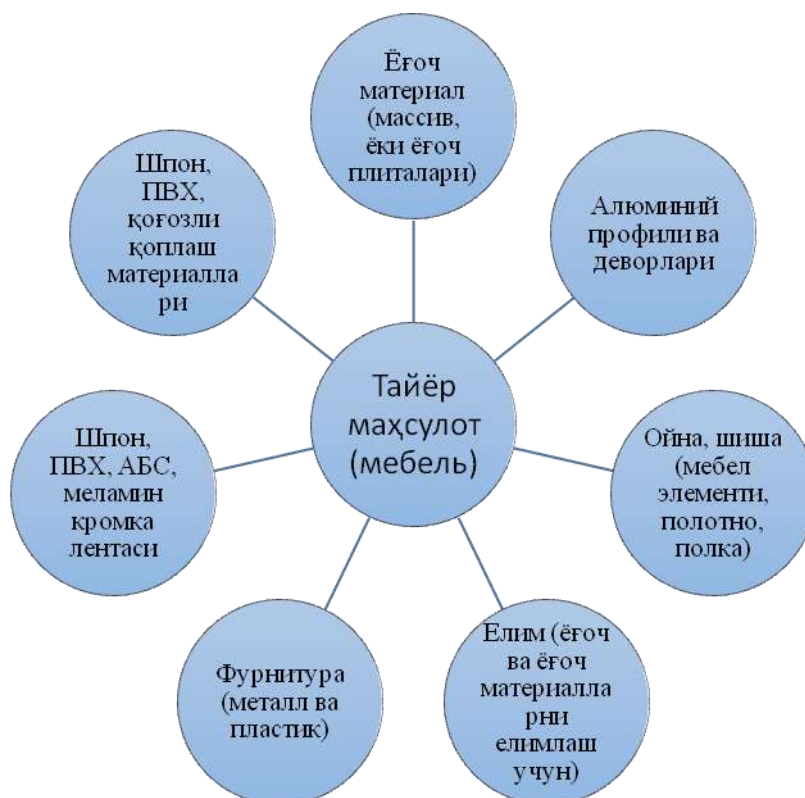 Ёғоч
материал
(массив,
ёки ёғоч
плиталари)
Алюминий
профили ва
деворлари
Ойна, шиша
(мебел
элементи,
полотно,
полка)
Елим (ёғоч
ва ёғоч
материалла
рни
елимлаш
учун)
Фурнитура
(металл ва
пластик)
Шпон,
ПВХ, АБС,
меламин
кромка
лентаси
Шпон,
ПВХ,
қоғозли
қоплаш
материалла
ри
Тайёр
маҳсулот
(мебель)